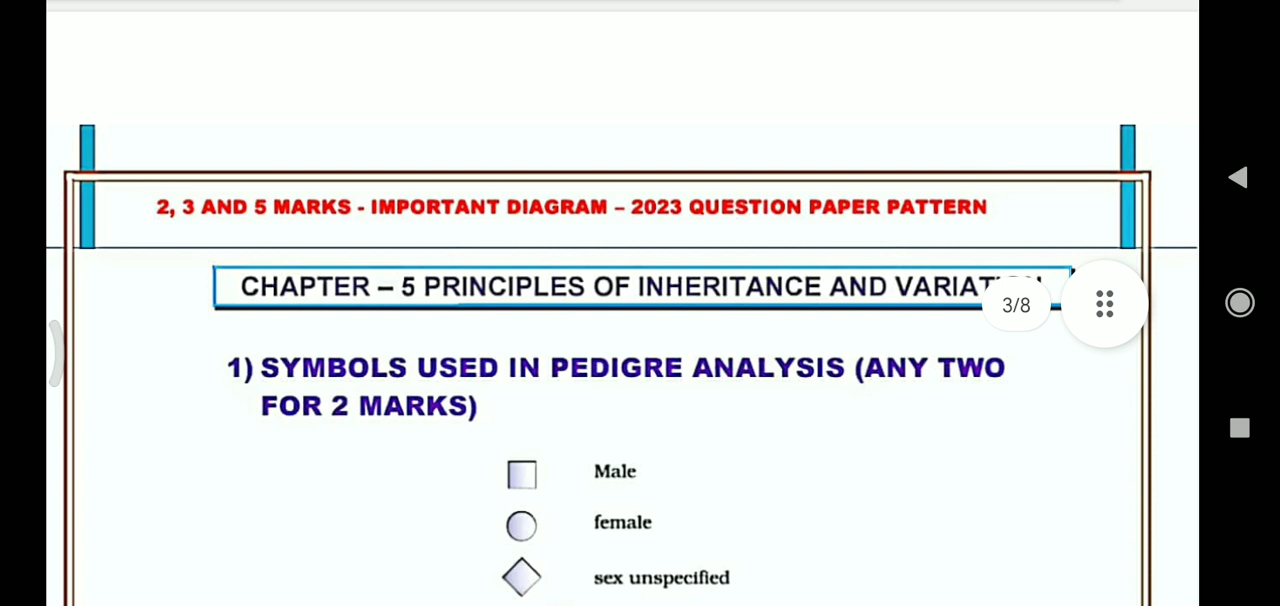 2, 3 AND 5 MARKS - IMPORTANT DIAGRAM – 2023 QUESTION PAPER PATTERN
CHAPTER – 5 PRINCIPLES OF INHERITANCE AND
3/8
1) SYMBOLS USED IN PEDIGRE ANALYSIS (ANY TWO
FOR 2 MARKS)
Male
female
sex unspecified